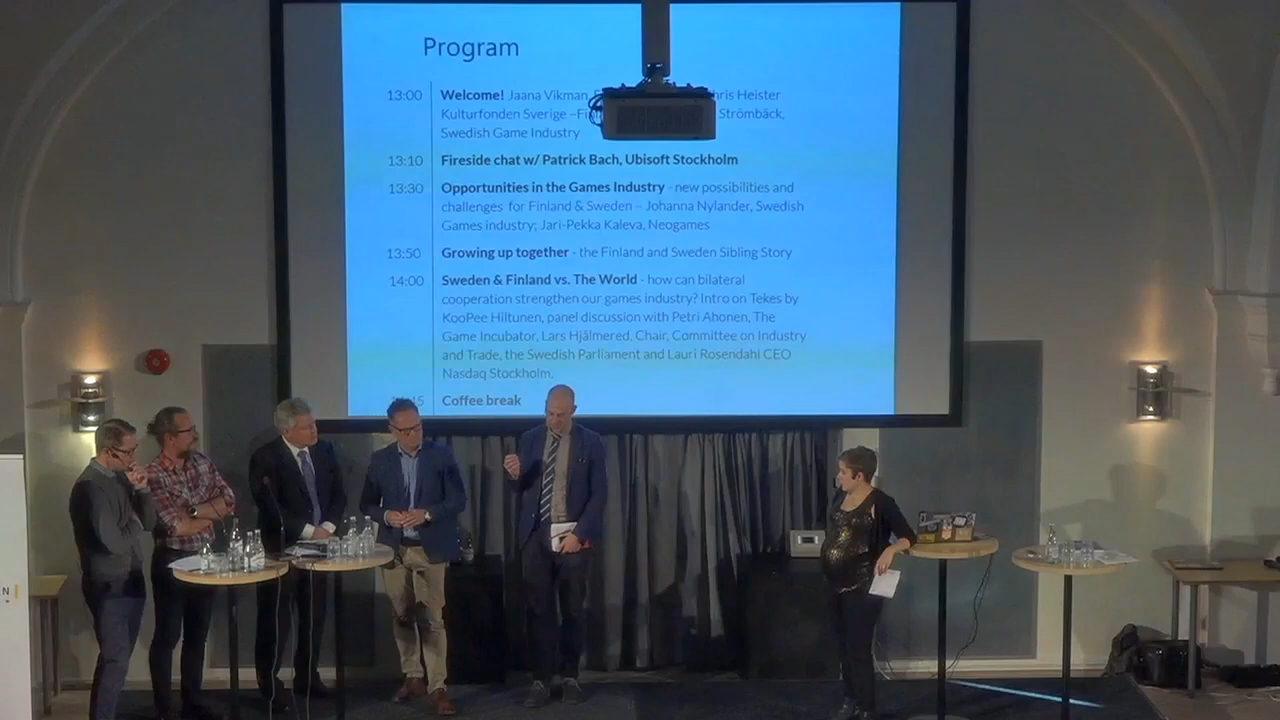 Program
13:00 Welcome! Jaana Vikman, hris Heister
Kulturfonden Sverige –Finl Strömbäck,
Swedish Game Industry
13:10 Fireside chat w/ Patrick Bach, Ubisoft Stockholm
13:30 Opportunities in the Games Industry - new possibilities and
challenges for Finland & Sweden – Johanna Nylander, Swedish
Games industry; Jari-Pekka Kaleva, Neogames
13:50 Growing up together - the Finland and Sweden Sibling Story
14:00 Sweden & Finland vs. The World - how can bilateral
cooperation strengthen our games industry? Intro on Tekes by
KooPee Hiltunen, panel discussion with Petri Ahonen, The
Game Incubator, Lars Hjälmered, Chair, Committee on Industry
and Trade, the Swedish Parliament and Lauri Rosendahl CEO
Nasdaq Stockholm.
Coffee break
N